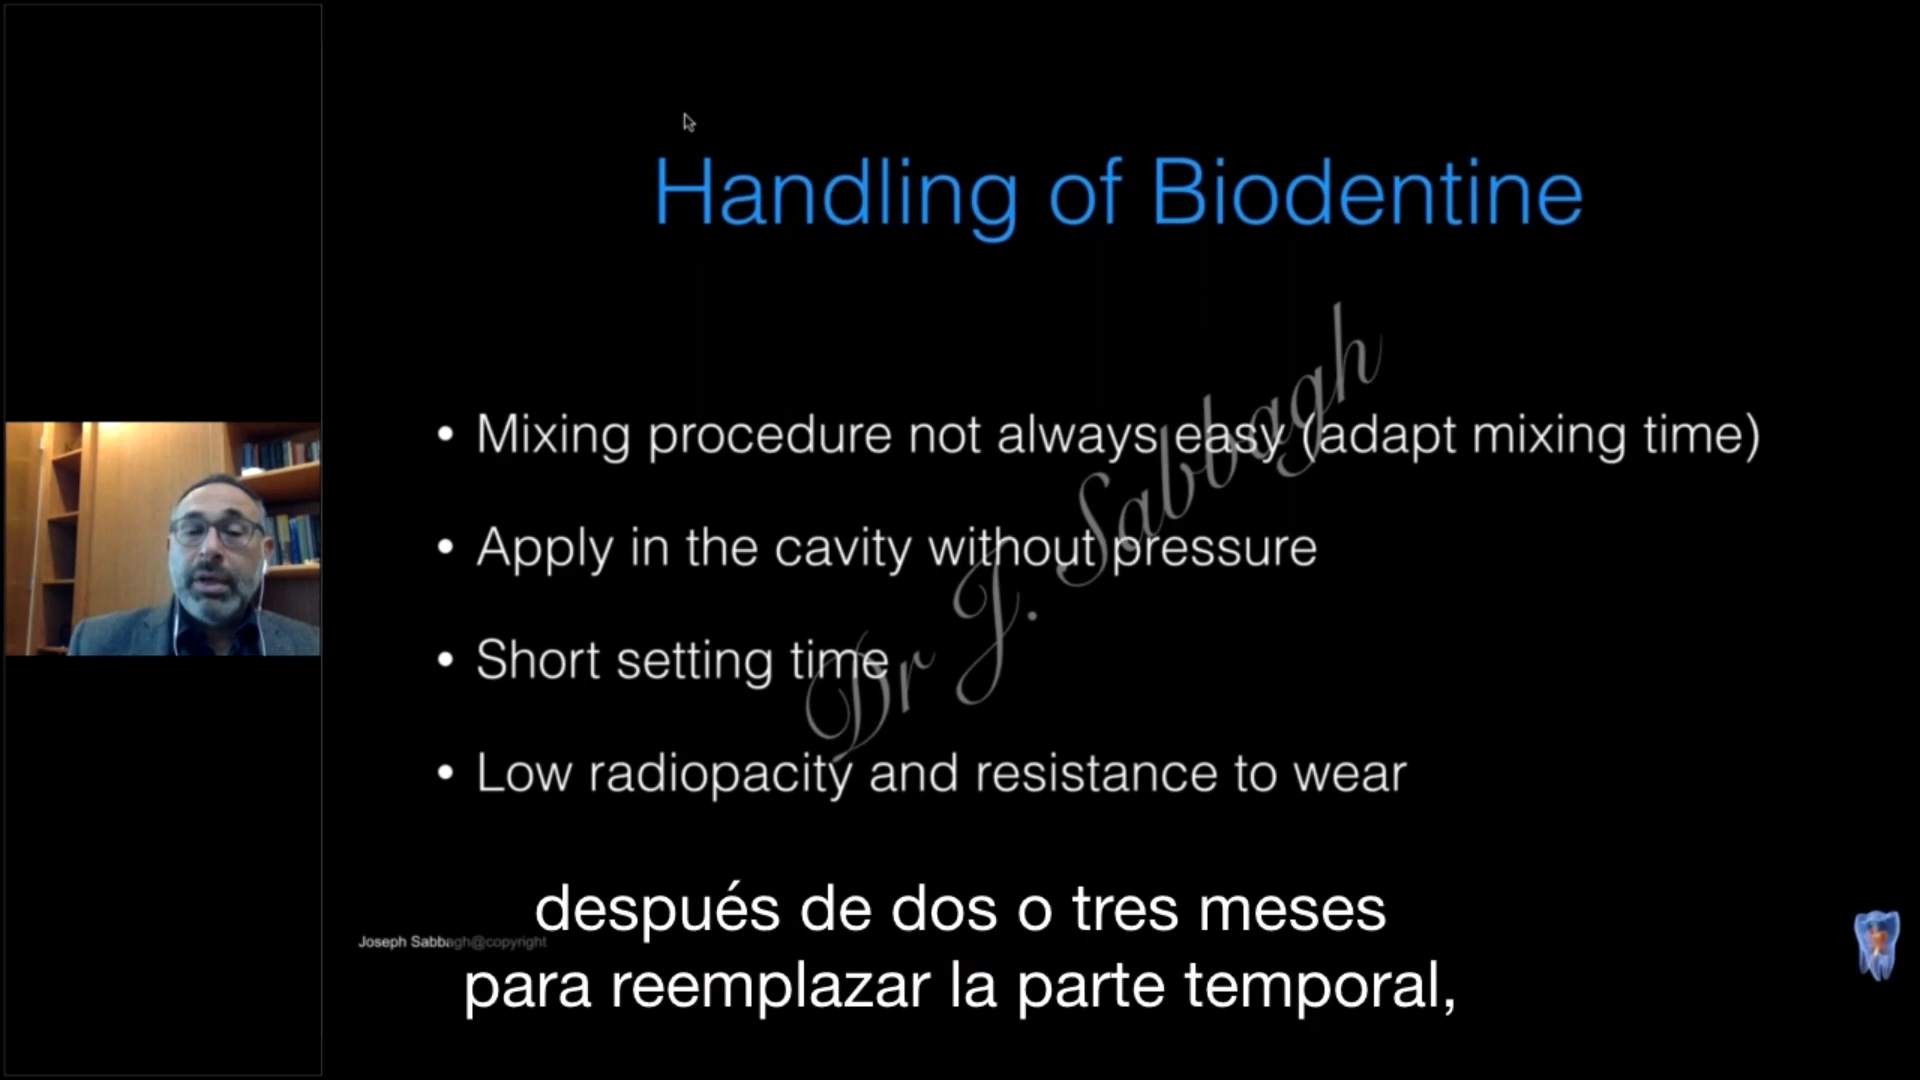 Handling of Biodentine
• Mixing procedure not always easy (adapt mixing time)
• Apply in the cavity without pressure
• Short setting time
• Low radiopacity and resistance to wear
Dr J. Sabbagh
después de dos o tres meses
Joseph Sabbagh@copyright
para reemplazar la parte temporal,